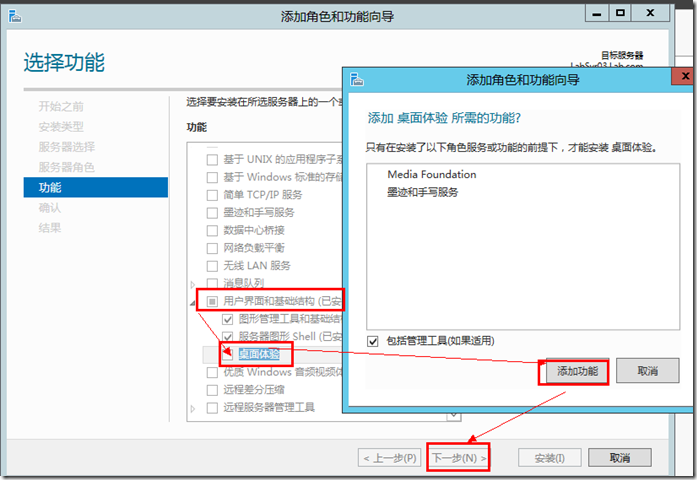 添加角色和功能向导
选择功能
目标服务器
LabSvr03.Lab.com
开始之前
安装类型
服务器选择
服务器角色
功能
确认
结果
选择要安装在所选服务器上的一个或
功能
基于 UNIX 的应用程序子系
基于 Windows 标准的存储
简单 TCP/IP 服务
墨迹和手写服务
数据中心桥接
网络负载平衡
无线 LAN 服务
消息队列
用户界面和基础结构 (已安
图形管理工具和基础结
服务器图形 Shell (已安
桌面体验
优质 Windows 音频视频体
远程差分压缩
远程服务器管理工具
< 上一步(P)
下一步(N) >
安装(I)
取消
添加角色和功能向导
添加 桌面体验 所需的功能?
只有在安装了以下角色服务或功能的前提下，才能安装 桌面体验。
Media Foundation
墨迹和手写服务
包括管理工具(如果适用)
添加功能
取消